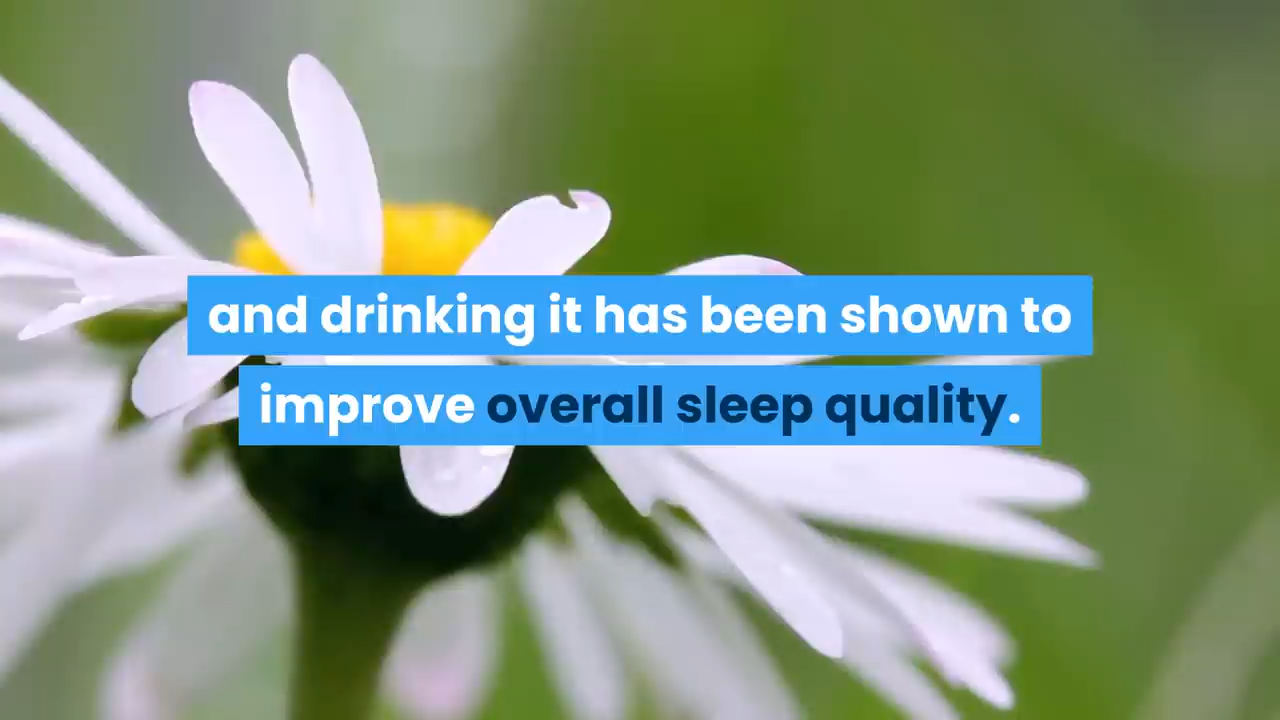 and drinking it has been shown to
improve overall sleep quality.